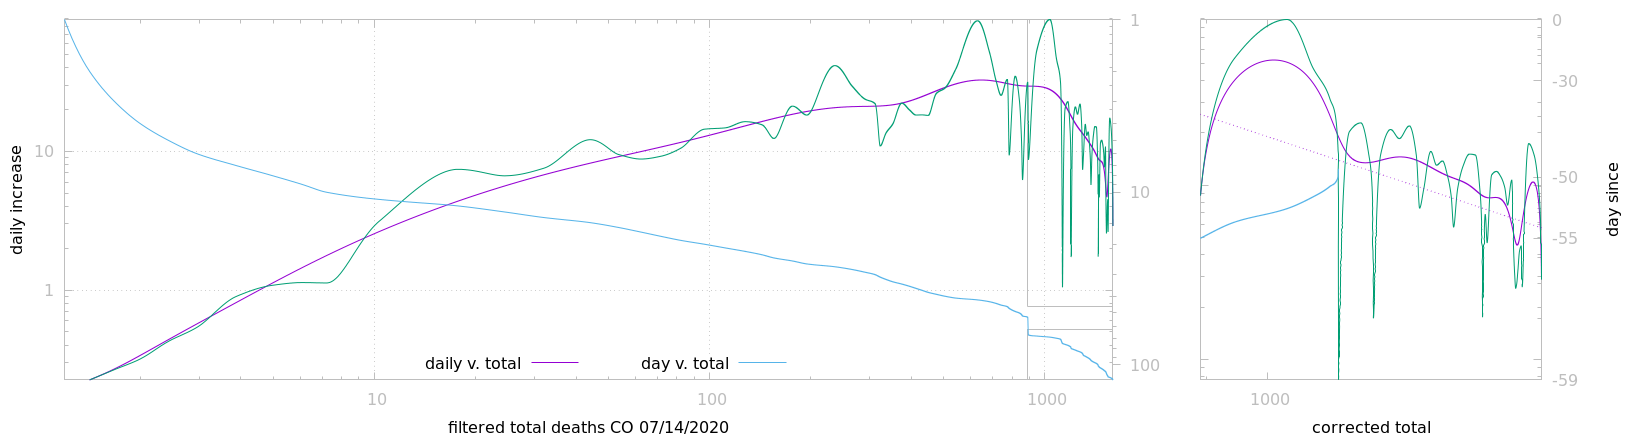 daily increase
10
1
daily v. total
day v. total
10
100
1000
filtered total deaths CO 07/14/2020
1
10
100
0
-30
-50
-55
-59
day since
1000
corrected total